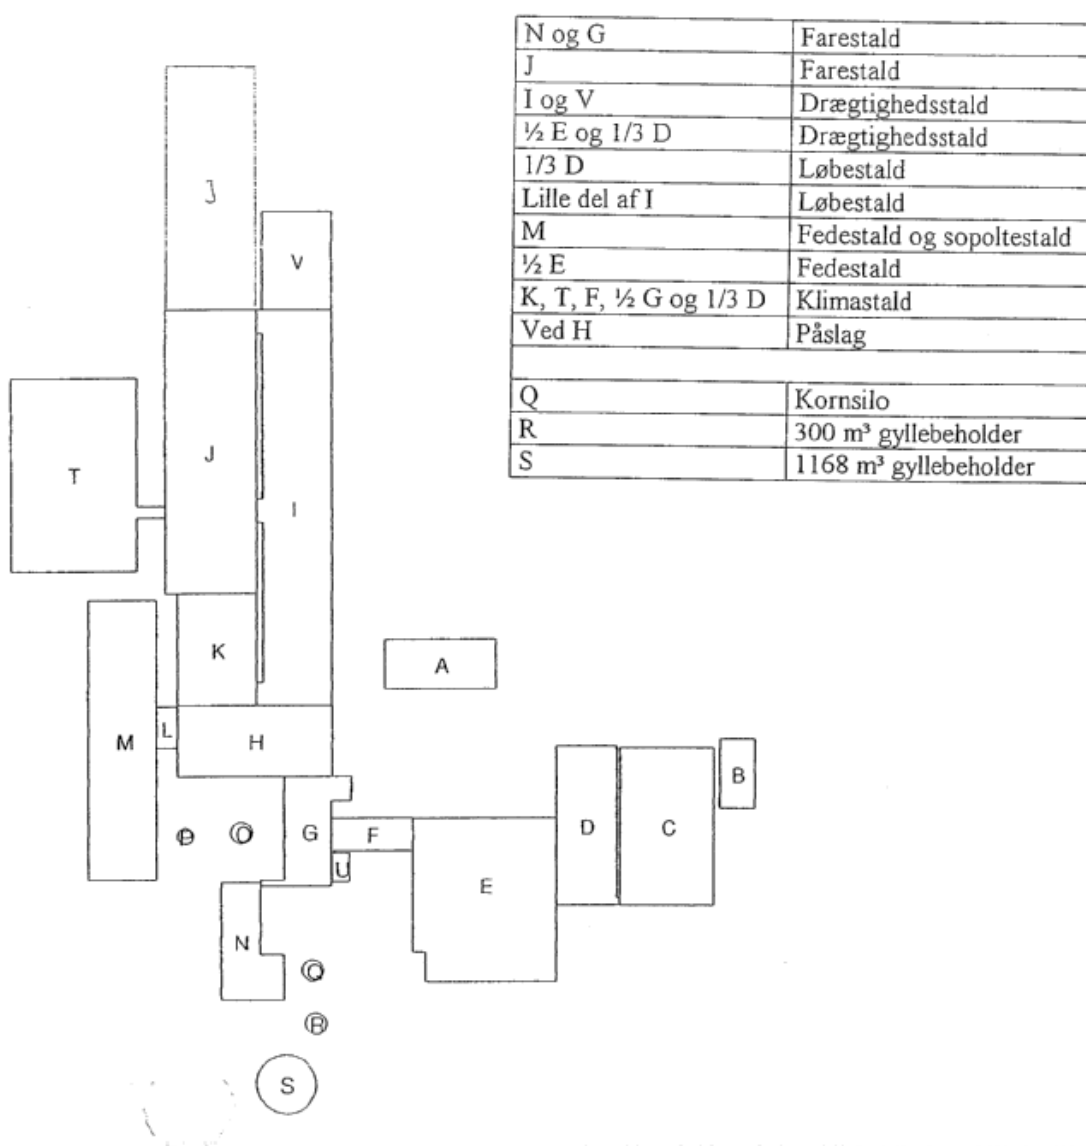 N og G Farestald
J Farestald
I og V Drægtighedsstald
½ E og 1/3 D Drægtighedsstald
1/3 D Løbestald
Lille del af I Løbestald
M Fedestald og sopoltestald
½ E Fedestald
K, T, F, ½ G og 1/3 D Klimastald
Ved H Påslag
Q Kornsilo
R 300 m³ gyllebeholder
S 1168 m³ gyllebeholder
J
V
T
J
I
K
A
L
M
H
B
P
O
G
F
D
C
U
E
N
Q
R
S